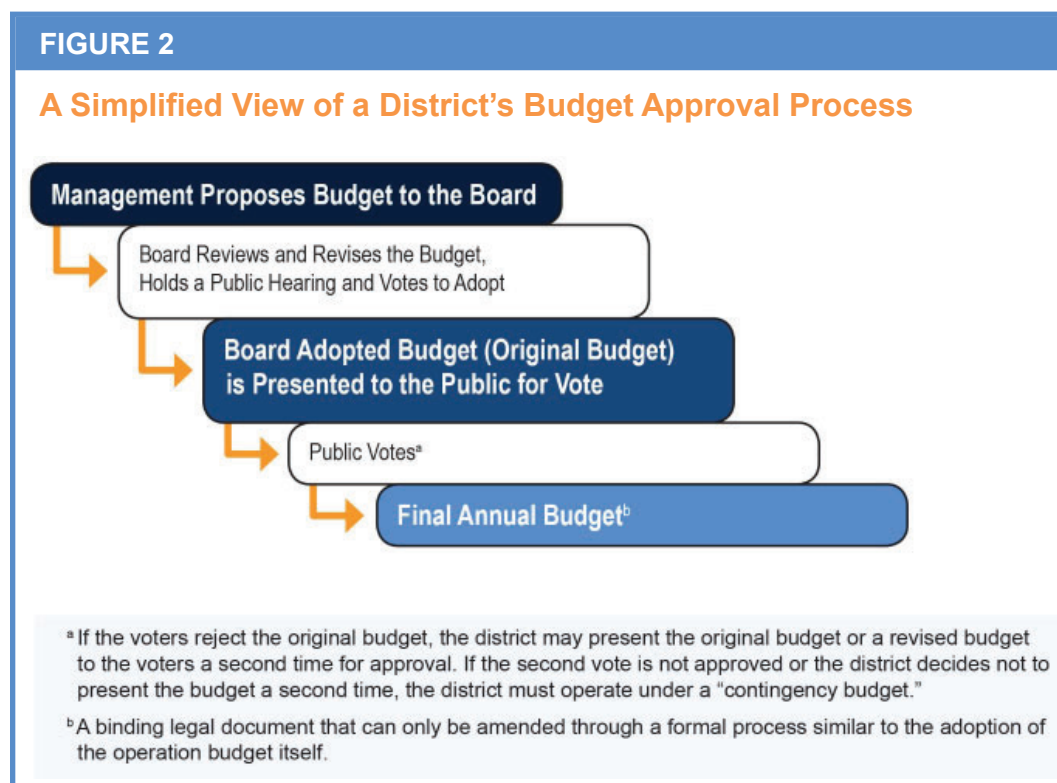 FIGURE 2
A Simplified View of a District's Budget Approval Process
Management Proposes Budget to the Board
Board Reviews and Revises the Budget,
Holds a Public Hearing and Votes to Adopt
Board Adopted Budget (Original Budget)
is Presented to the Public for Vote
Public Votesᵃ
Final Annual Budgetᵇ
ᵃ If the voters reject the original budget, the district may present the original budget or a revised budget
to the voters a second time for approval. If the second vote is not approved or the district decides not to
present the budget a second time, the district must operate under a “contingency budget.”
ᵇ A binding legal document that can only be amended through a formal process similar to the adoption of
the operation budget itself.